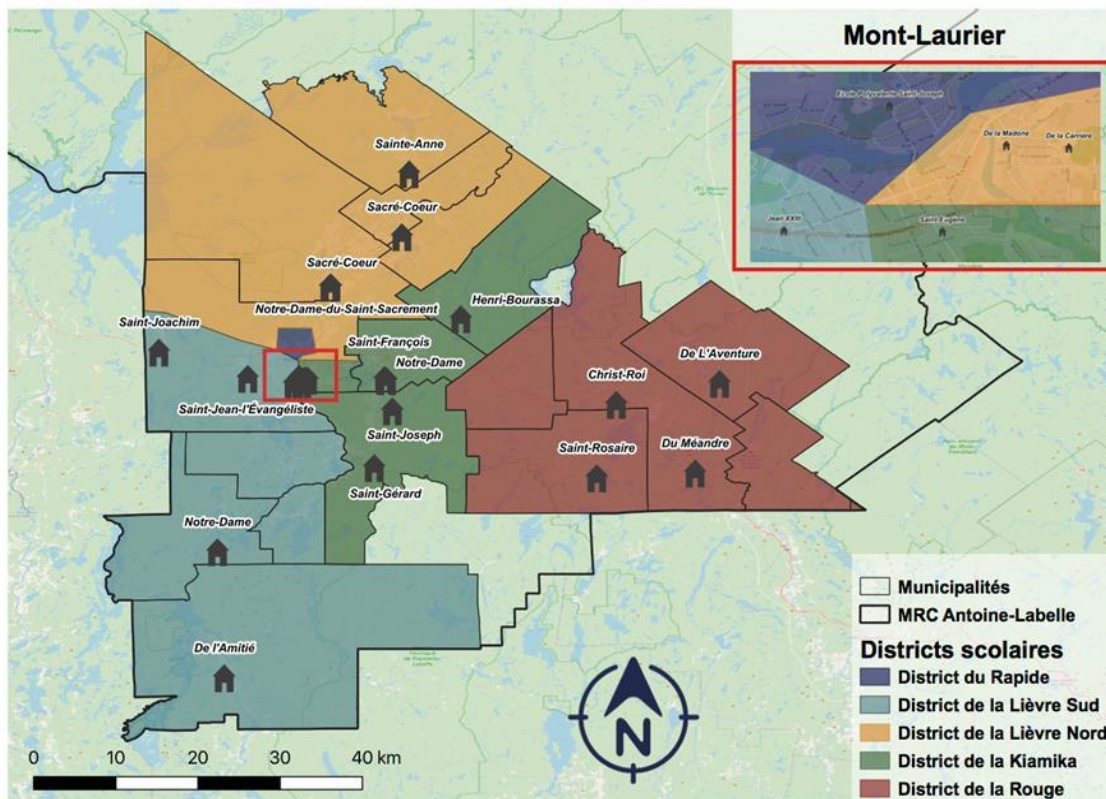 Mont-Laurier
Ecole Polyvalente Saint-Joseph
De la Madone
De la Carrière
Jean XXIII
Saint-Eugène
Sainte-Anne
Sacré-Coeur
Sacré-Coeur
Henri-Bourassa
Notre-Dame-du-Saint-Sacrement
Saint-Joachim
Saint-François
Notre-Dame
De L'Aventure
Christ-Roi
Saint-Jean-l'Évangéliste
Saint-Joseph
Saint-Rosaire
Du Méandre
Saint-Gérard
Notre-Dame
De l'Amitié
N
0 10 20 30 40 km
Municipalités
MRC Antoine-Labelle
Districts scolaires
District du Rapide
District de la Lièvre Sud
District de la Lièvre Nord
District de la Kiamika
District de la Rouge